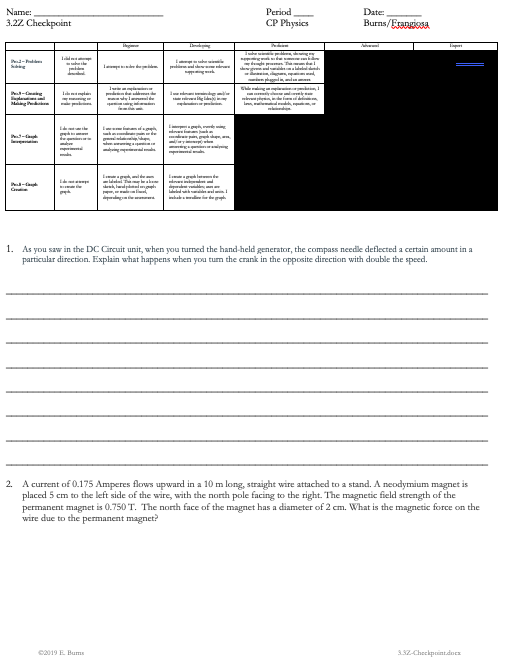 Name: ___________________________ Period ____ Date: __________
3.2Z Checkpoint CP Physics Burns/Frangiosa
Beginner Developing Proficient Advanced Expert
Pr0.2 – Problem Solving
I did not attempt to solve the problem described.
I attempt to solve the problem.
I attempt to solve scientific problems and show some relevant supporting work.
I solve scientific problems, showing my supporting work so that someone can follow my thought processes. This means that I show givens and variables on a labeled sketch or illustration, diagrams, equations used, numbers plugged in, and an answer.
Creating Explanations and Making Predictions
I do not explain my reasoning or make predictions.
I write an explanation or prediction that addresses the reason why I answered the question using information from this unit.
I use relevant terminology and/or state relevant Big Idea(s) in my explanation or prediction.
While making an explanation or prediction, I can correctly choose and overtly state relevant physics, in the form of definitions, laws, mathematical models, equations, or relationships.
Graph Interpretation
I do not use the graph to answer the question or to analyze experimental results.
I use some features of a graph, such as coordinate pairs or the general relationship/shape, when answering a question or analyzing experimental results.
I interpret a graph, overtly using relevant features (such as coordinate pairs, graph shape, area, and/or y-intercept) when answering a question or analyzing experimental results.
Graph Creation
I do not attempt to create the graph.
I create a graph, and the axes are labeled. This may be a basic sketch, hand plotted on graph paper, or made on Excel, depending on the assessment.
I create a graph between the relevant independent and dependent variables; axes are labeled with variables and units. I include a trendline for the graph.
1. As you saw in the DC Circuit unit, when you turned the hand-held generator, the compass needle deflected a certain amount in a
particular direction. Explain what happens when you turn the crank in the opposite direction with double the speed.
2. A current of 0.175 Amperes flows upward in a 10 m long, straight wire attached to a stand. A neodymium magnet is
placed 5 cm to the left side of the wire, with the north pole facing to the right. The magnetic field strength of the
permanent magnet is 0.750 T. The north face of the magnet has a diameter of 2 cm. What is the magnetic force on the
wire due to the permanent magnet?
©2019 E. Burns 3.3Z-Checkpoint.docx